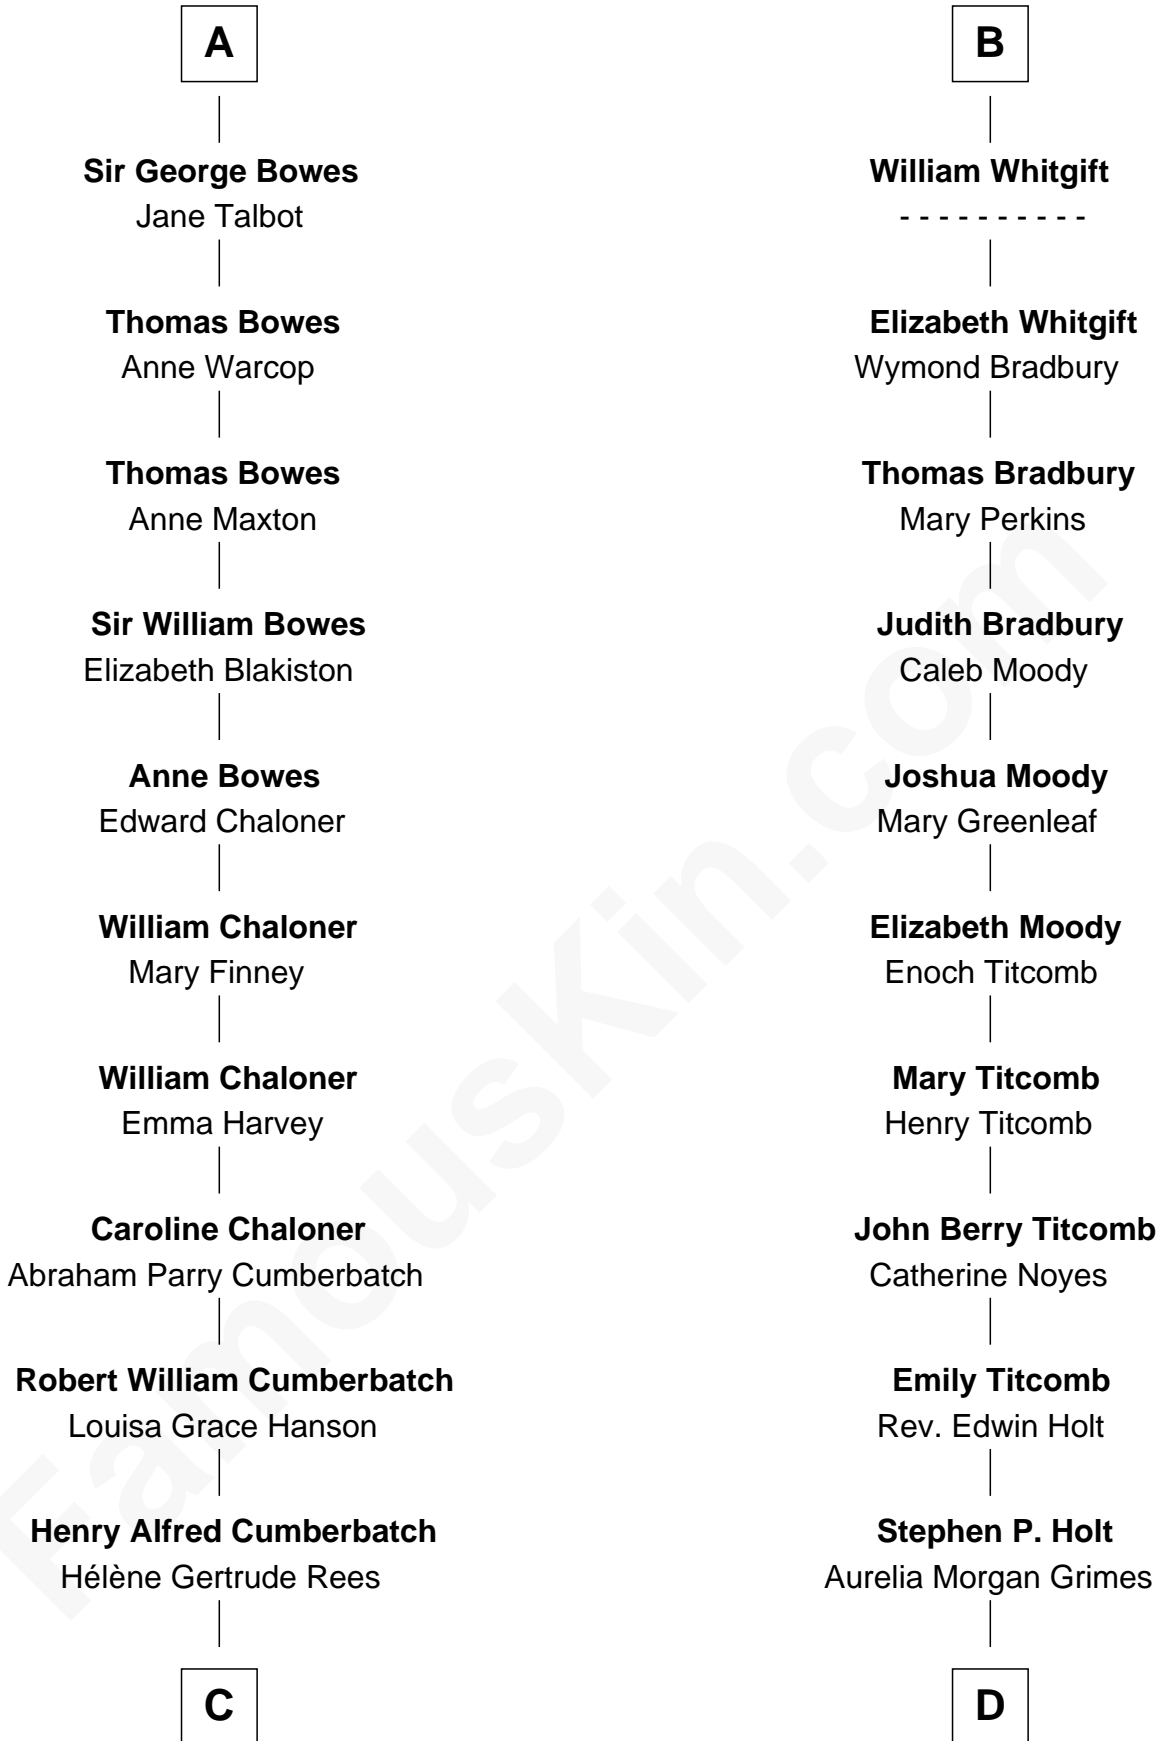 A
Sir George Bowes
Jane Talbot
Thomas Bowes
Anne Warcop
Thomas Bowes
Anne Maxton
Sir William Bowes
Elizabeth Blakiston
Anne Bowes
Edward Chaloner
William Chaloner
Mary Finney
William Chaloner
Emma Harvey
Caroline Chaloner
Abraham Parry Cumberbatch
Robert William Cumberbatch
Louisa Grace Hanson
Henry Alfred Cumberbatch
Hélène Gertrude Rees
C
B
William Whitgift
- - - - - - - - - -
Elizabeth Whitgift
Wymond Bradbury
Thomas Bradbury
Mary Perkins
Judith Bradbury
Caleb Moody
Joshua Moody
Mary Greenleaf
Elizabeth Moody
Enoch Titcomb
Mary Titcomb
Henry Titcomb
John Berry Titcomb
Catherine Noyes
Emily Titcomb
Rev. Edwin Holt
Stephen P. Holt
Aurelia Morgan Grimes
D
FamousKin.com